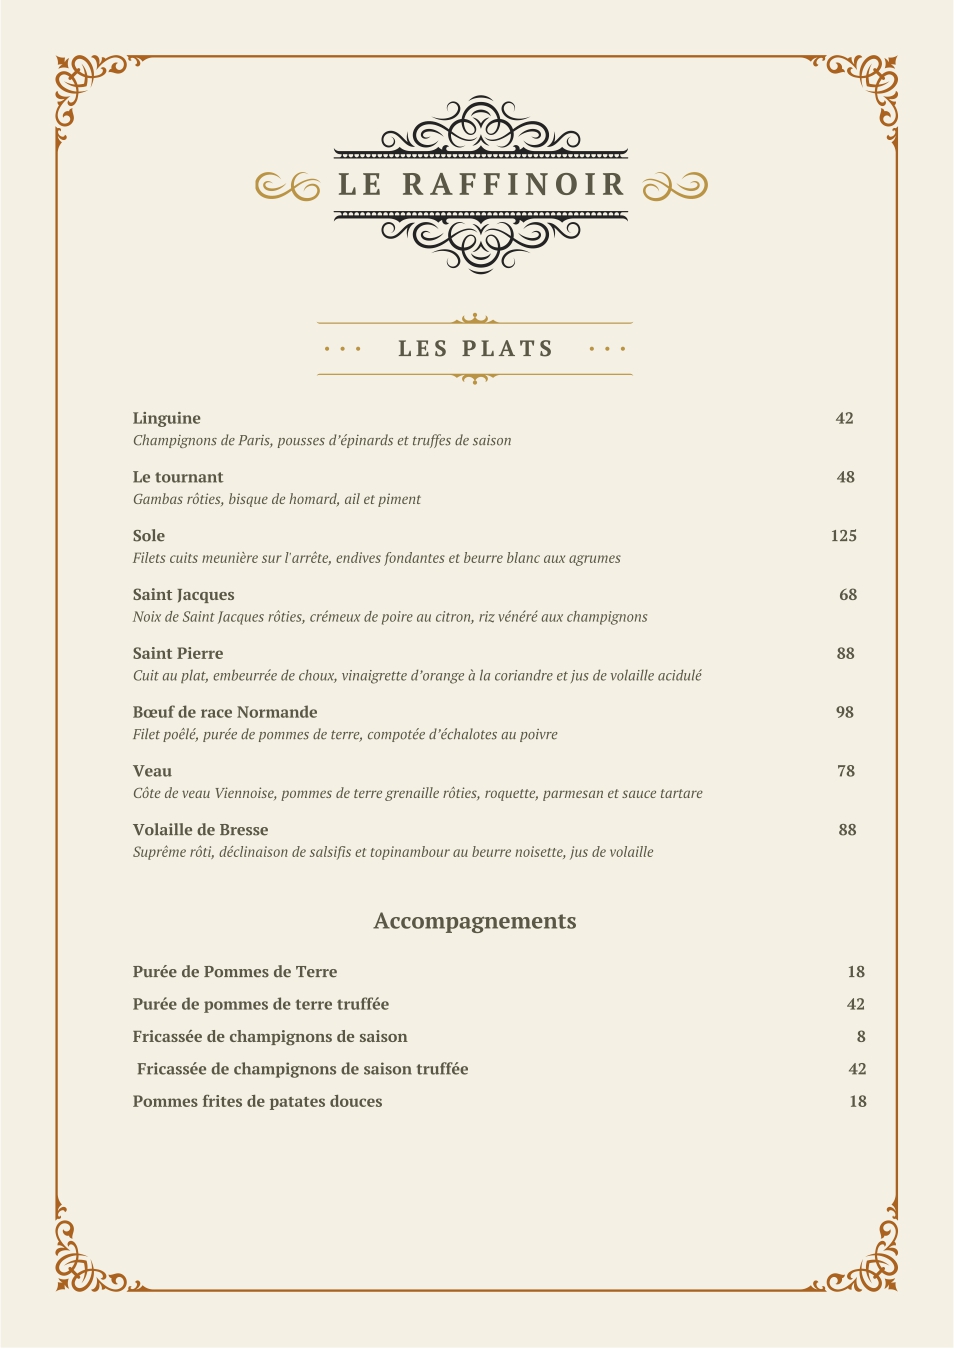 LE RAFFINOIR
LES PLATS
Linguine 42
Champignons de Paris, pousses d’épinards et truffes de saison
Le tournant 48
Gambas rôties, bisque de homard, ail et piment
Sole 125
Filets cuits meunière sur l'arrête, endives fondantes et beurre blanc aux agrumes
Saint Jacques 68
Noix de Saint Jacques rôties, crémeux de poire au citron, riz vénéré aux champignons
Saint Pierre 88
Cuit au plat, embeurrée de choux, vinaigrette d’orange à la coriandre et jus de volaille acidulé
Bœuf de race Normande 98
Filet poêlé, purée de pommes de terre, compotée d’échalotes au poivre
Veau 78
Côte de veau Viennoise, pommes de terre grenaille rôties, roquette, parmesan et sauce tartare
Volaille de Bresse 88
Suprême rôti, déclinaison de salsifis et topinambour au beurre noisette, jus de volaille
Accompagnements
Purée de Pommes de Terre 18
Purée de pommes de terre truffée 42
Fricassée de champignons de saison 8
Fricassée de champignons de saison truffée 42
Pommes frites de patates douces 18